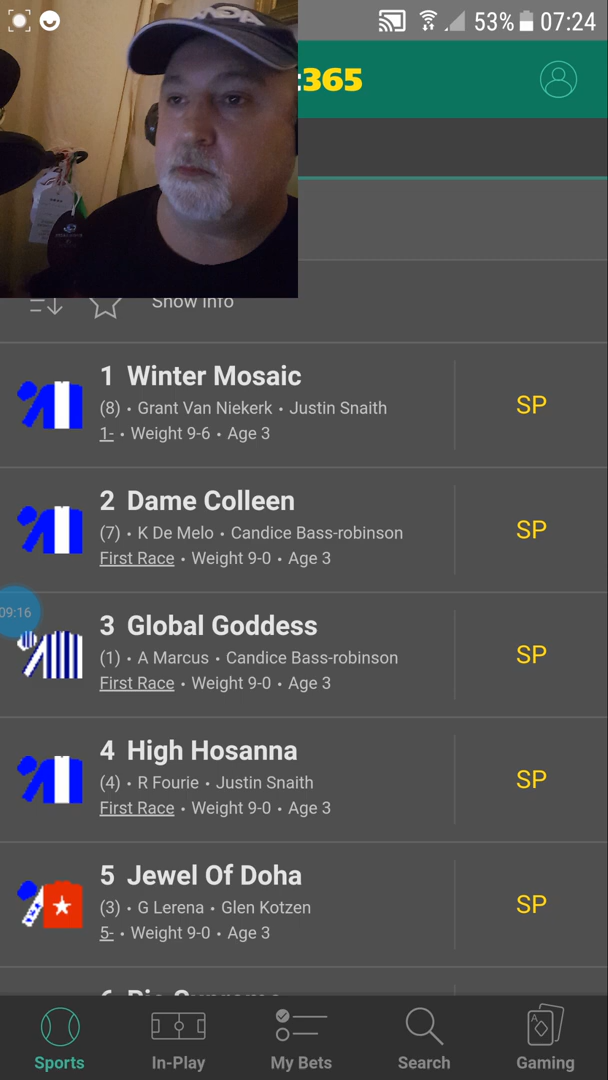 53% 07:24
365
Show Info
1 Winter Mosaic
(8) • Grant Van Niekerk • Justin Snaith
1- • Weight 9-6 • Age 3
SP
2 Dame Colleen
(7) • K De Melo • Candice Bass-robinson
First Race • Weight 9-0 • Age 3
SP
09:16
3 Global Goddess
(1) • A Marcus • Candice Bass-robinson
First Race • Weight 9-0 • Age 3
SP
4 High Hosanna
(4) • R Fourie • Justin Snaith
First Race • Weight 9-0 • Age 3
SP
5 Jewel Of Doha
(3) • G Lerena • Glen Kotzen
5- • Weight 9-0 • Age 3
SP
Sports In-Play My Bets Search Gaming